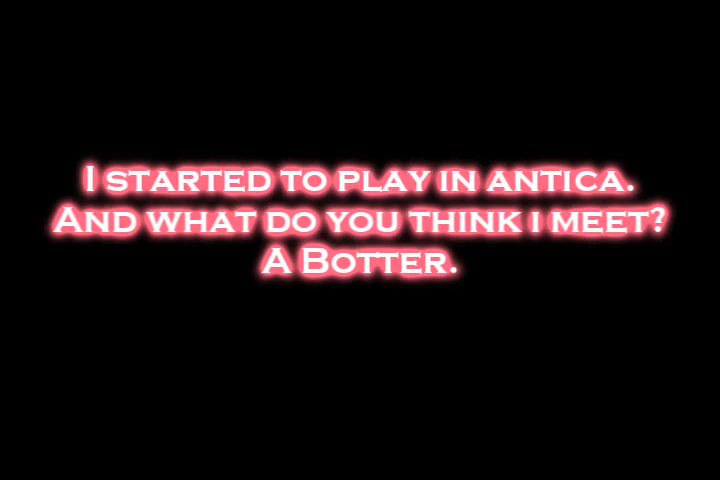 I started to play in antica.
And what do you think i meet?
A Botter.